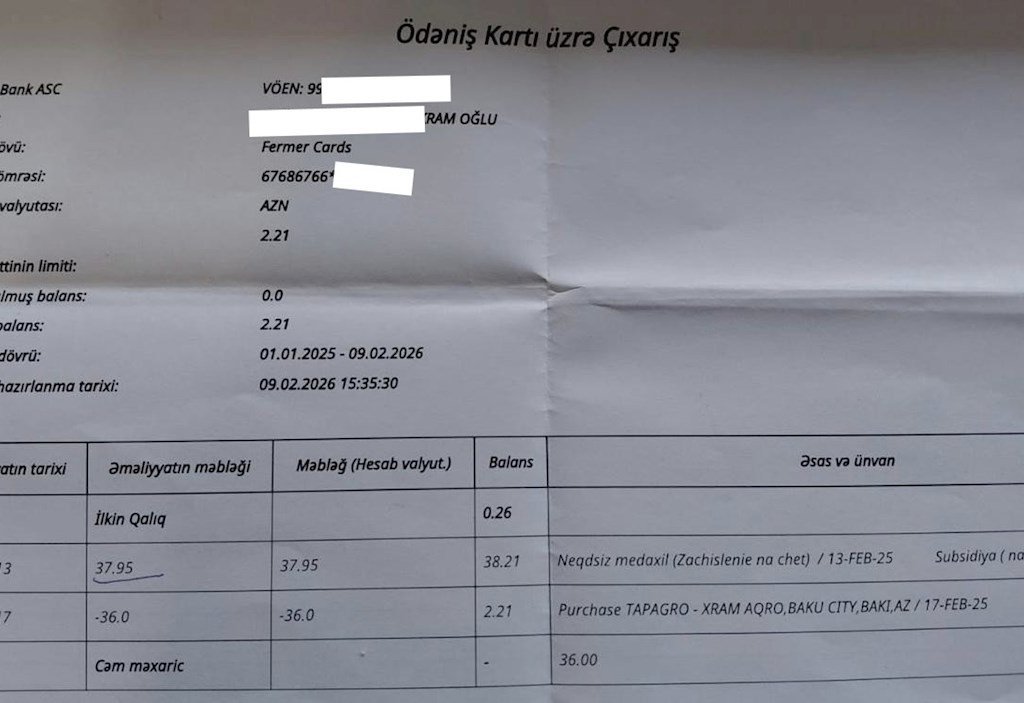 Ödəniş Kartı üzrə Çıxarış
Bank ASC VÖEN: 99
XRAM OĞLU
övü: Fermer Cards
ömrəsi: 67686766*
valyutası: AZN
2.21
ttinin limiti:
lmuş balans: 0.0
balans: 2.21
dövrü: 01.01.2025 - 09.02.2026
hazırlanma tarixi: 09.02.2026 15:35:30
atın tarixi Əməliyyatın məbləği Məbləğ (Hesab valyut.) Balans Əsas və ünvan
İlkin Qalıq 0.26
13 37.95 37.95 38.21 Neqdsiz medaxil (Zachislenie na chet) / 13-FEB-25 Subsidiya ( na
17 -36.0 -36.0 2.21 Purchase TAPAGRO - XRAM AQRO,BAKU CITY,BAKI,AZ / 17-FEB-25
Cəm məxaric - 36.00